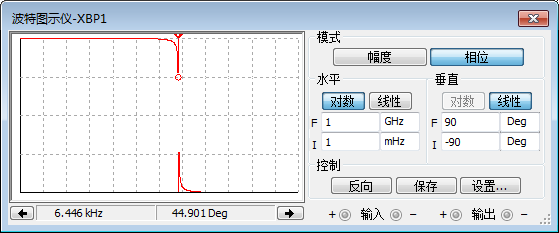 波特图示仪-XBP1
模式
幅度 相位
水平 垂直
对数 线性 对数 线性
F 1 GHz F 90 Deg
I 1 mHz I -90 Deg
控制
反向 保存 设置...
6.446 kHz 44.901 Deg
+ 输入 - + 输出 -